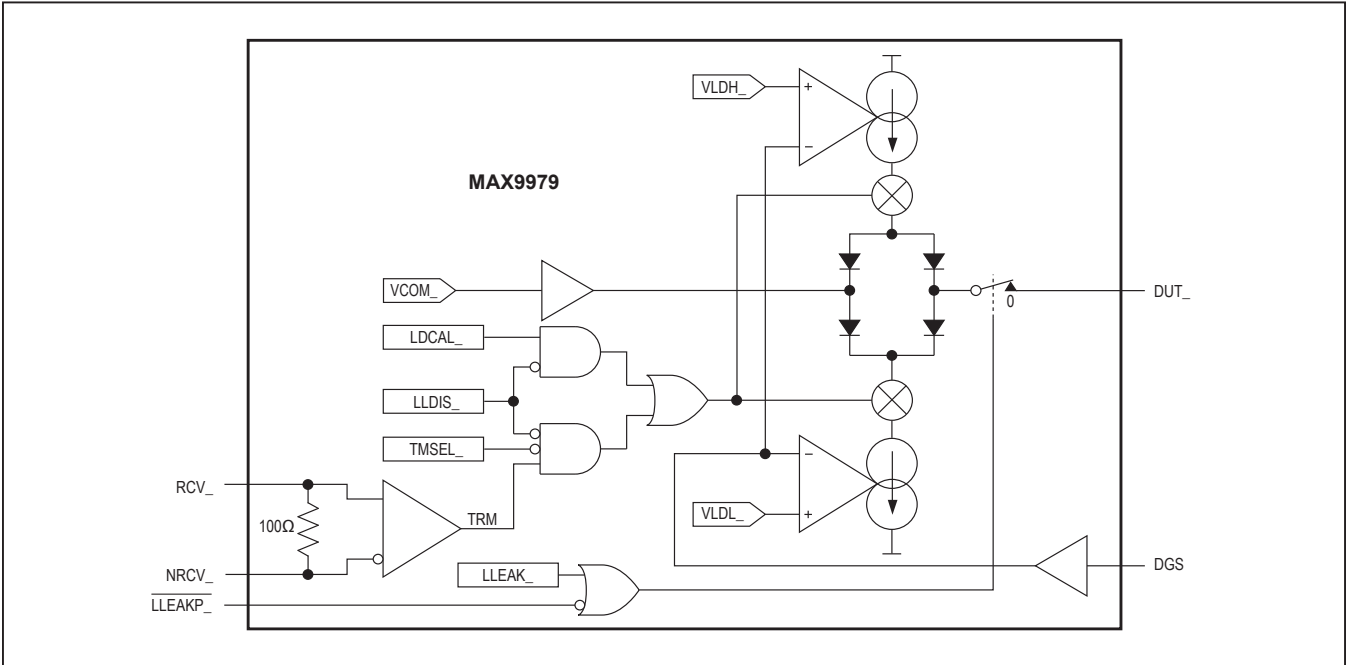 VLDH_
+
−
MAX9979
VCOM_
0
DUT_
LDCAL_
LLDIS_
TMSEL_
−
RCV_
100Ω
TRM
VLDL_
+
NRCV_
LLEAK_
DGS
LLEAKP_